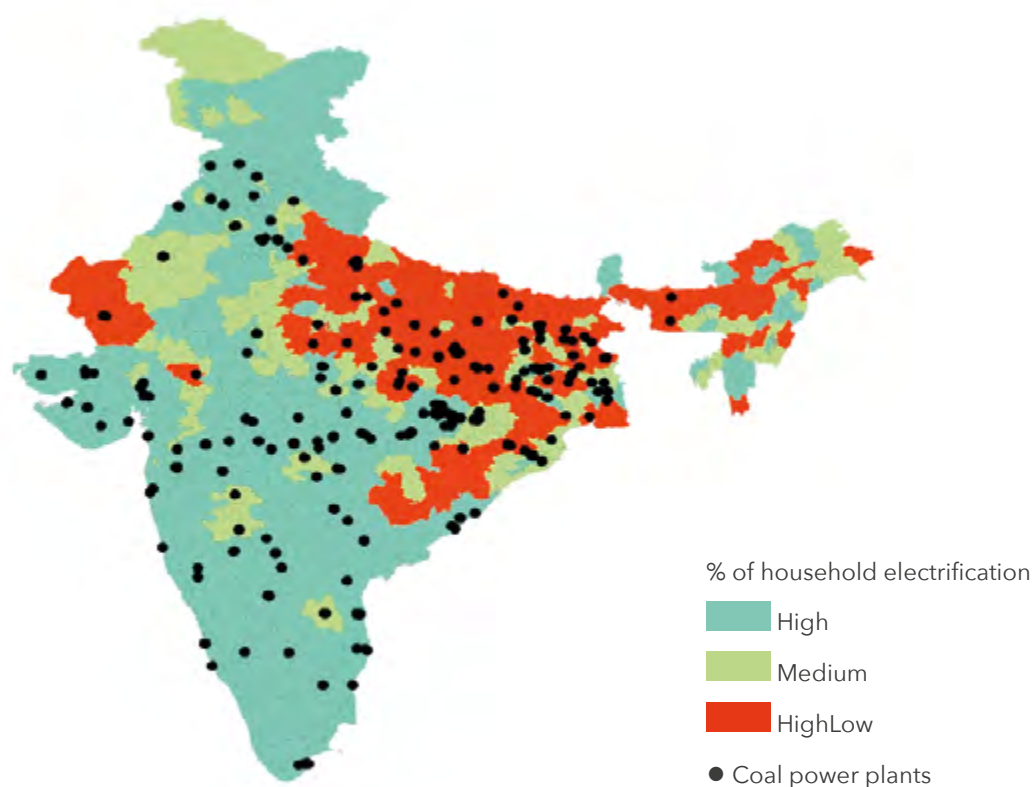 % of household electrification
High
Medium
HighLow
Coal power plants